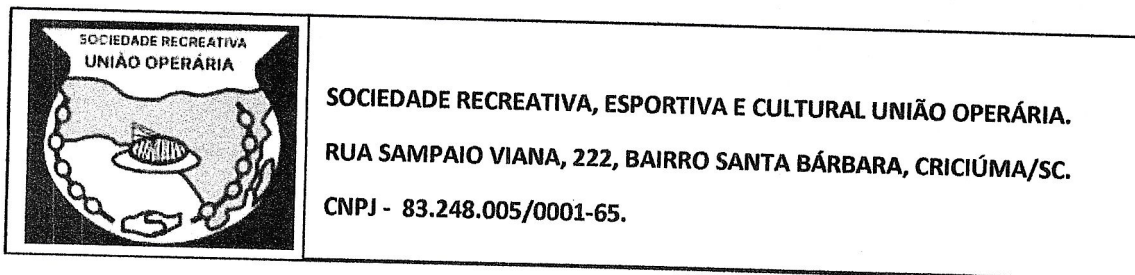 SOCIEDADE RECREATIVA
UNIÃO OPERÁRIA
SOCIEDADE RECREATIVA, ESPORTIVA E CULTURAL UNIÃO OPERÁRIA.
RUA SAMPAIO VIANA, 222, BAIRRO SANTA BÁRBARA, CRICIÚMA/SC.
CNPJ - 83.248.005/0001-65.